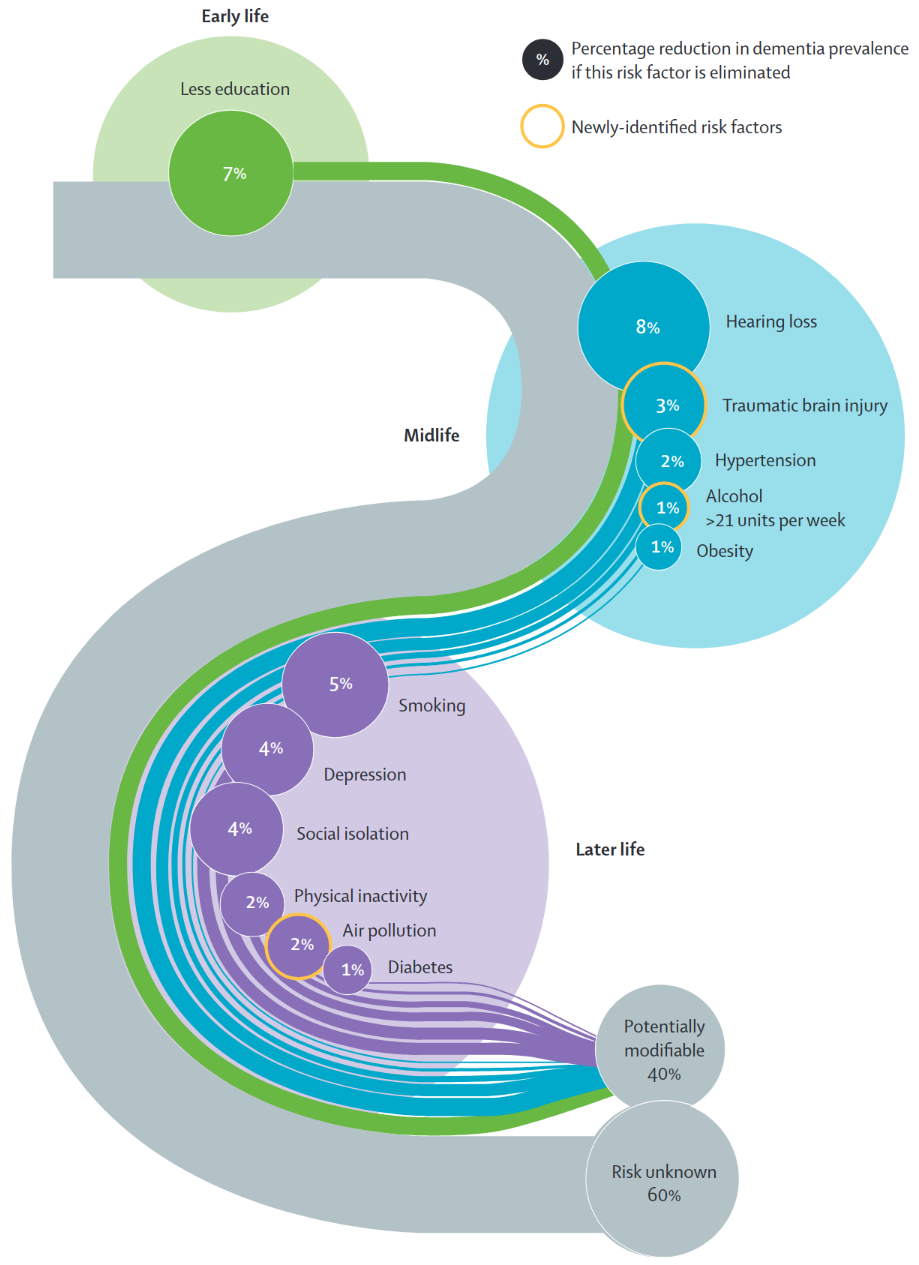 Early life
%
Percentage reduction in dementia prevalence
if this risk factor is eliminated
Newly-identified risk factors
Less education
7%
8%
Hearing loss
3%
Traumatic brain injury
Midlife
2%
Hypertension
1%
Alcohol
>21 units per week
1%
Obesity
5%
Smoking
4%
Depression
4%
Social isolation
Later life
2%
Physical inactivity
2%
Air pollution
1%
Diabetes
Potentially
modifiable
40%
Risk unknown
60%